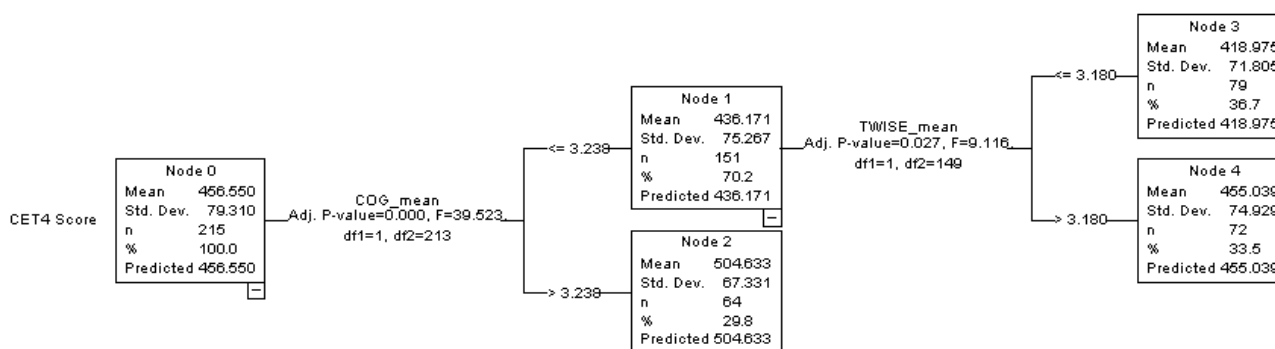 CET4 Score
Node 0
Mean 456.550
Std. Dev. 79.310
n 215
% 100.0
Predicted 456.550
COG_mean
Adj. P-value=0.000, F=39.523,
df1=1, df2=213
<= 3.238
> 3.238
Node 1
Mean 436.171
Std. Dev. 75.267
n 151
% 70.2
Predicted 436.171
Node 2
Mean 504.633
Std. Dev. 67.331
n 64
% 29.8
Predicted 504.633
TWISE_mean
Adj. P-value=0.027, F=9.116,
df1=1, df2=149
<= 3.180
> 3.180
Node 3
Mean 418.975
Std. Dev. 71.805
n 79
% 36.7
Predicted 418.975
Node 4
Mean 455.039
Std. Dev. 74.929
n 72
% 33.5
Predicted 455.039